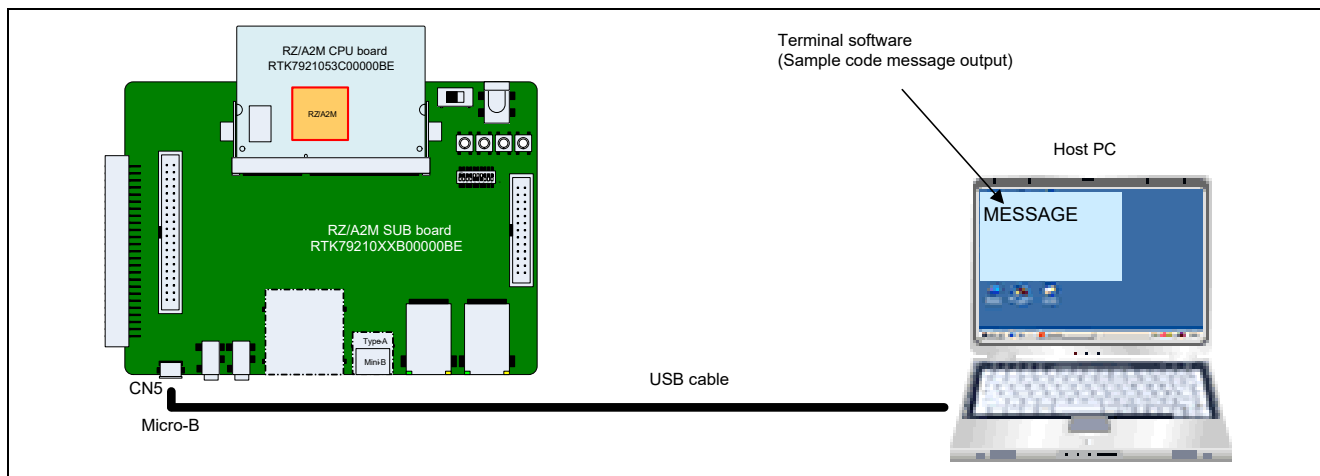 RZ/A2M CPU board
RTK7921053C00000BE
RZ/A2M
Terminal software
(Sample code message output)
Host PC
MESSAGE
RZ/A2M SUB board
RTK79210XXB00000BE
Type-A
Mini-B
CN5
Micro-B
USB cable